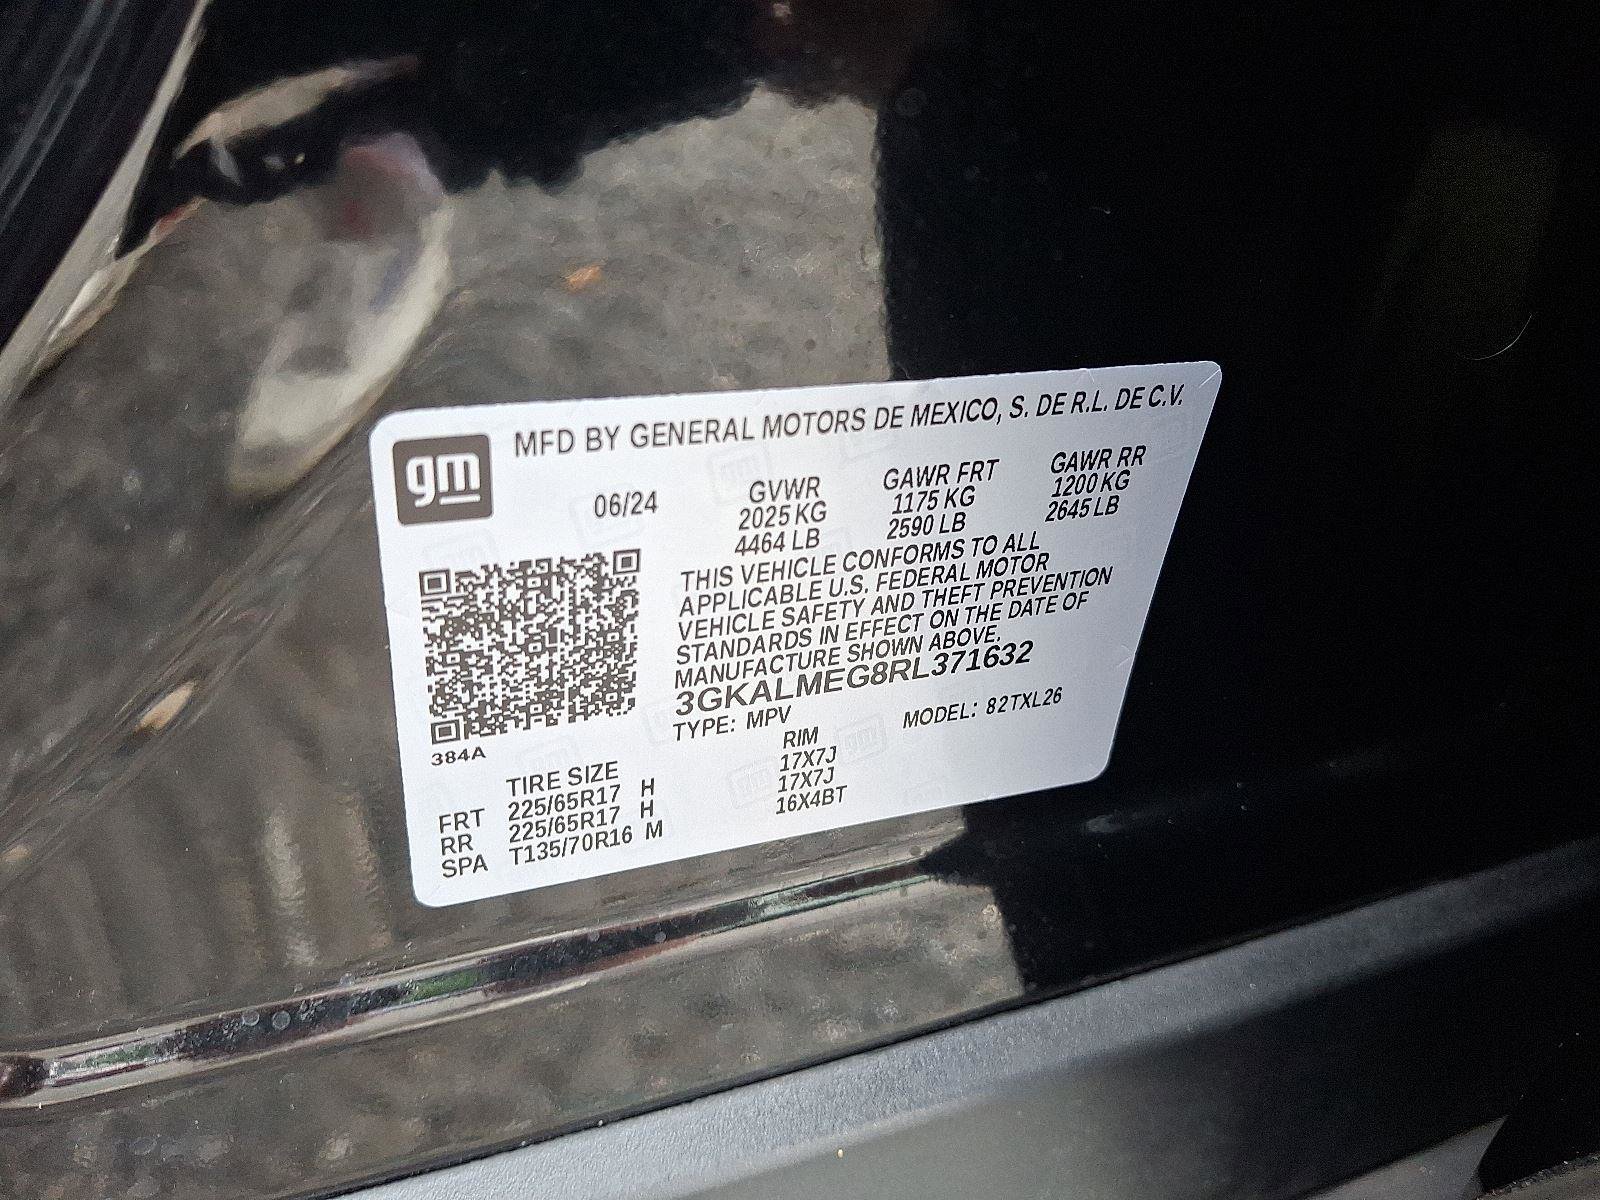 MFD BY GENERAL MOTORS DE MEXICO, S. DE R.L. DE C.V.
gm
06/24
GVWR GAWR FRT GAWR RR
2025 KG 1175 KG 1200 KG
4464 LB 2590 LB 2645 LB
THIS VEHICLE CONFORMS TO ALL
APPLICABLE U.S. FEDERAL MOTOR
VEHICLE SAFETY AND THEFT PREVENTION
STANDARDS IN EFFECT ON THE DATE OF
MANUFACTURE SHOWN ABOVE.
3GKALMEG8RL371632
TYPE: MPV MODEL: 82TXL26
384A
TIRE SIZE RIM
FRT 225/65R17 H 17X7J
RR 225/65R17 H 17X7J
SPA T135/70R16 M 16X4BT